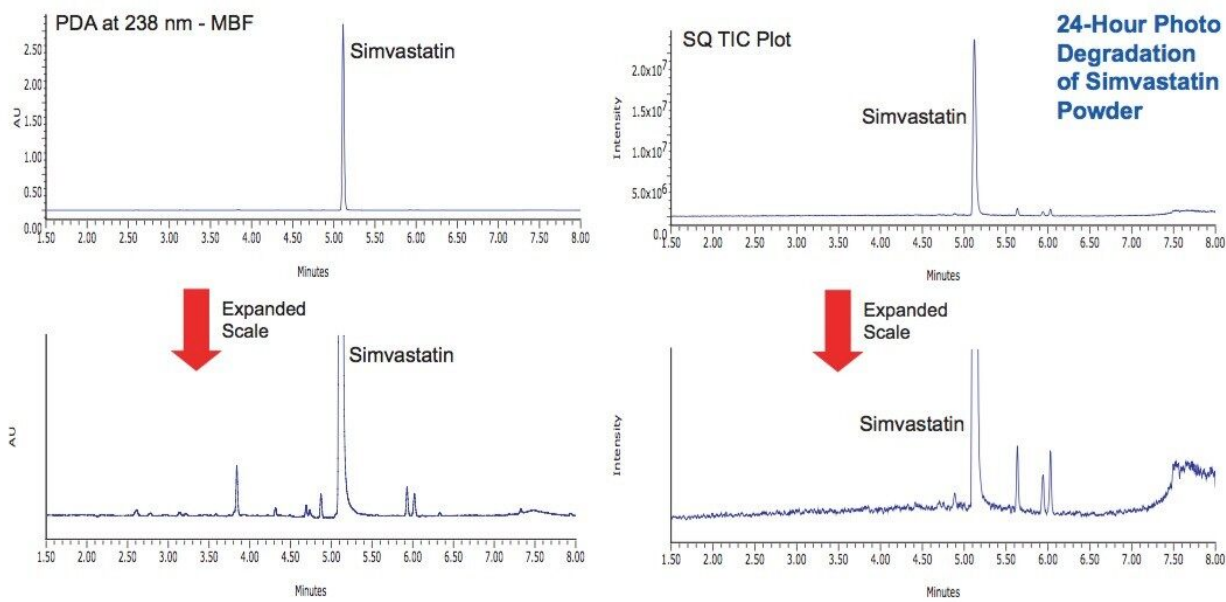 PDA at 238 nm - MBF
Simvastatin
AU
2.50
2.00
1.50
1.00
0.50
0.00
1.50 2.00 2.50 3.00 3.50 4.00 4.50 5.00 5.50 6.00 6.50 7.00 7.50 8.00
Minutes
SQ TIC Plot
24-Hour Photo
Degradation
of Simvastatin
Powder
Simvastatin
Intensity
2.0x10⁷
1.5x10⁷
1.0x10⁷
5.0x10⁶
0.0
1.50 2.00 2.50 3.00 3.50 4.00 4.50 5.00 5.50 6.00 6.50 7.00 7.50 8.00
Minutes
Expanded
Scale
Simvastatin
AU
1.50 2.00 2.50 3.00 3.50 4.00 4.50 5.00 5.50 6.00 6.50 7.00 7.50 8.00
Minutes
Expanded
Scale
Simvastatin
Intensity
1.50 2.00 2.50 3.00 3.50 4.00 4.50 5.00 5.50 6.00 6.50 7.00 7.50 8.00
Minutes